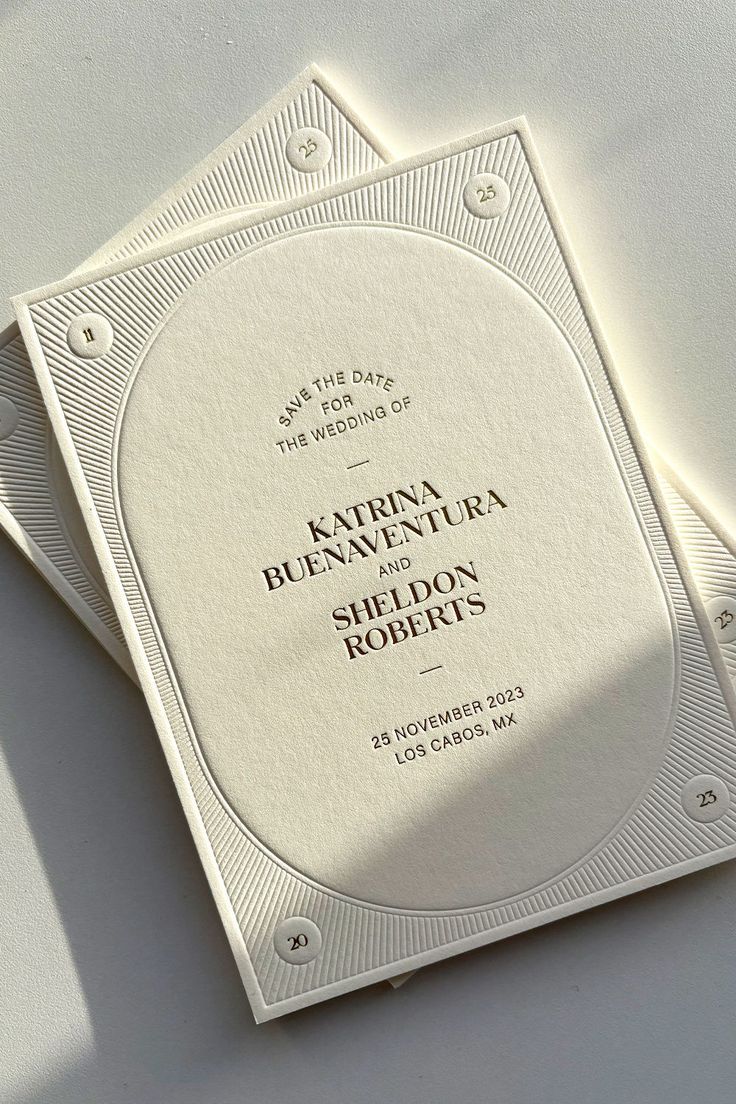 25
11
25
SAVE THE DATE
FOR
THE WEDDING OF
KATRINA
BUENAVENTURA
AND
SHELDON
ROBERTS
25 NOVEMBER 2023
LOS CABOS, MX
23
20
23